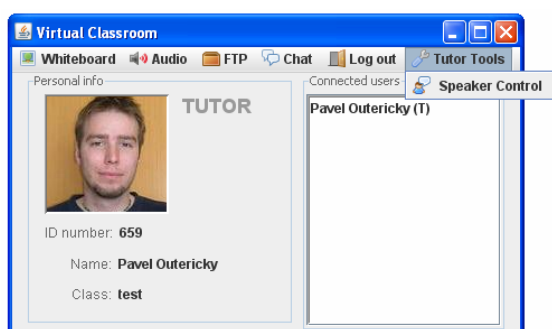 Virtual Classroom
Whiteboard Audio FTP Chat Log out Tutor Tools
Personal info
Connected users
Speaker Control
TUTOR
Pavel Outericky (T)
ID number: 659
Name: Pavel Outericky
Class: test